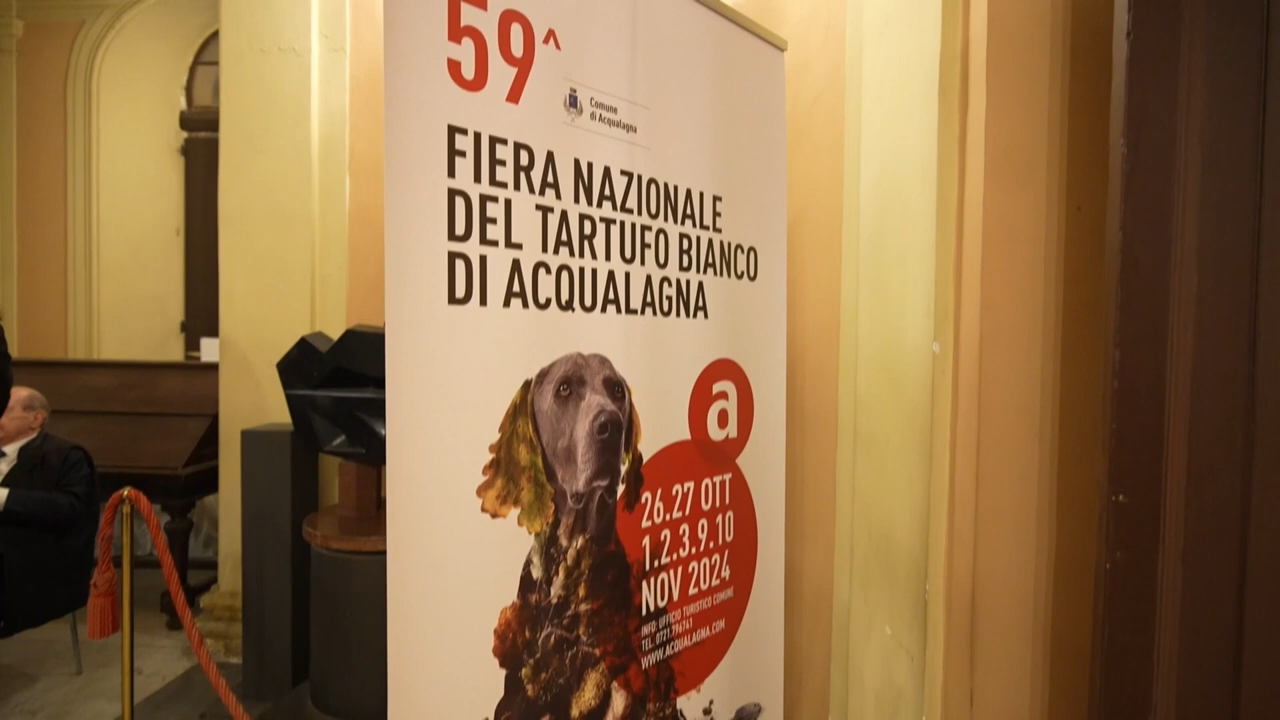 59^
Comune
di Acqualagna
FIERA NAZIONALE
DEL TARTUFO BIANCO
DI ACQUALAGNA
a
26.27 OTT
1.2.3.9.10
NOV 2024
INFO: UFFICIO TURISTICO COMUNE
TEL. 0721.796741
WWW.ACQUALAGNA.COM